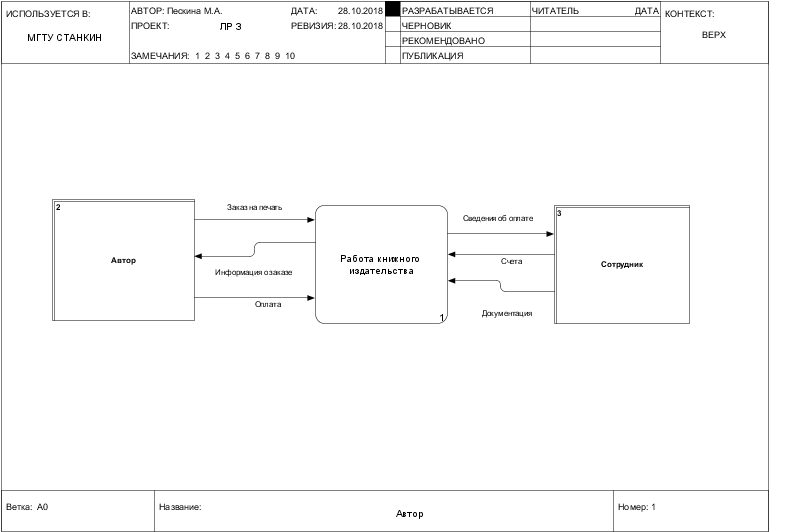 ИСПОЛЬЗУЕТСЯ В:
МГТУ СТАНКИН
АВТОР: Пескина М.А.
ДАТА: 28.10.2018
ПРОЕКТ: ЛР 3
РЕВИЗИЯ: 28.10.2018
ЗАМЕЧАНИЯ: 1 2 3 4 5 6 7 8 9 10
РАЗРАБАТЫВАЕТСЯ
ЧЕРНОВИК
РЕКОМЕНДОВАНО
ПУБЛИКАЦИЯ
ЧИТАТЕЛЬ ДАТА
КОНТЕКСТ:
ВЕРХ
2
Автор
Заказ на печать
Информация о заказе
Оплата
Работа книжного
издательства
1
Сведения об оплате
Счета
Документация
3
Сотрудник
Ветка: A0
Название:
Автор
Номер: 1